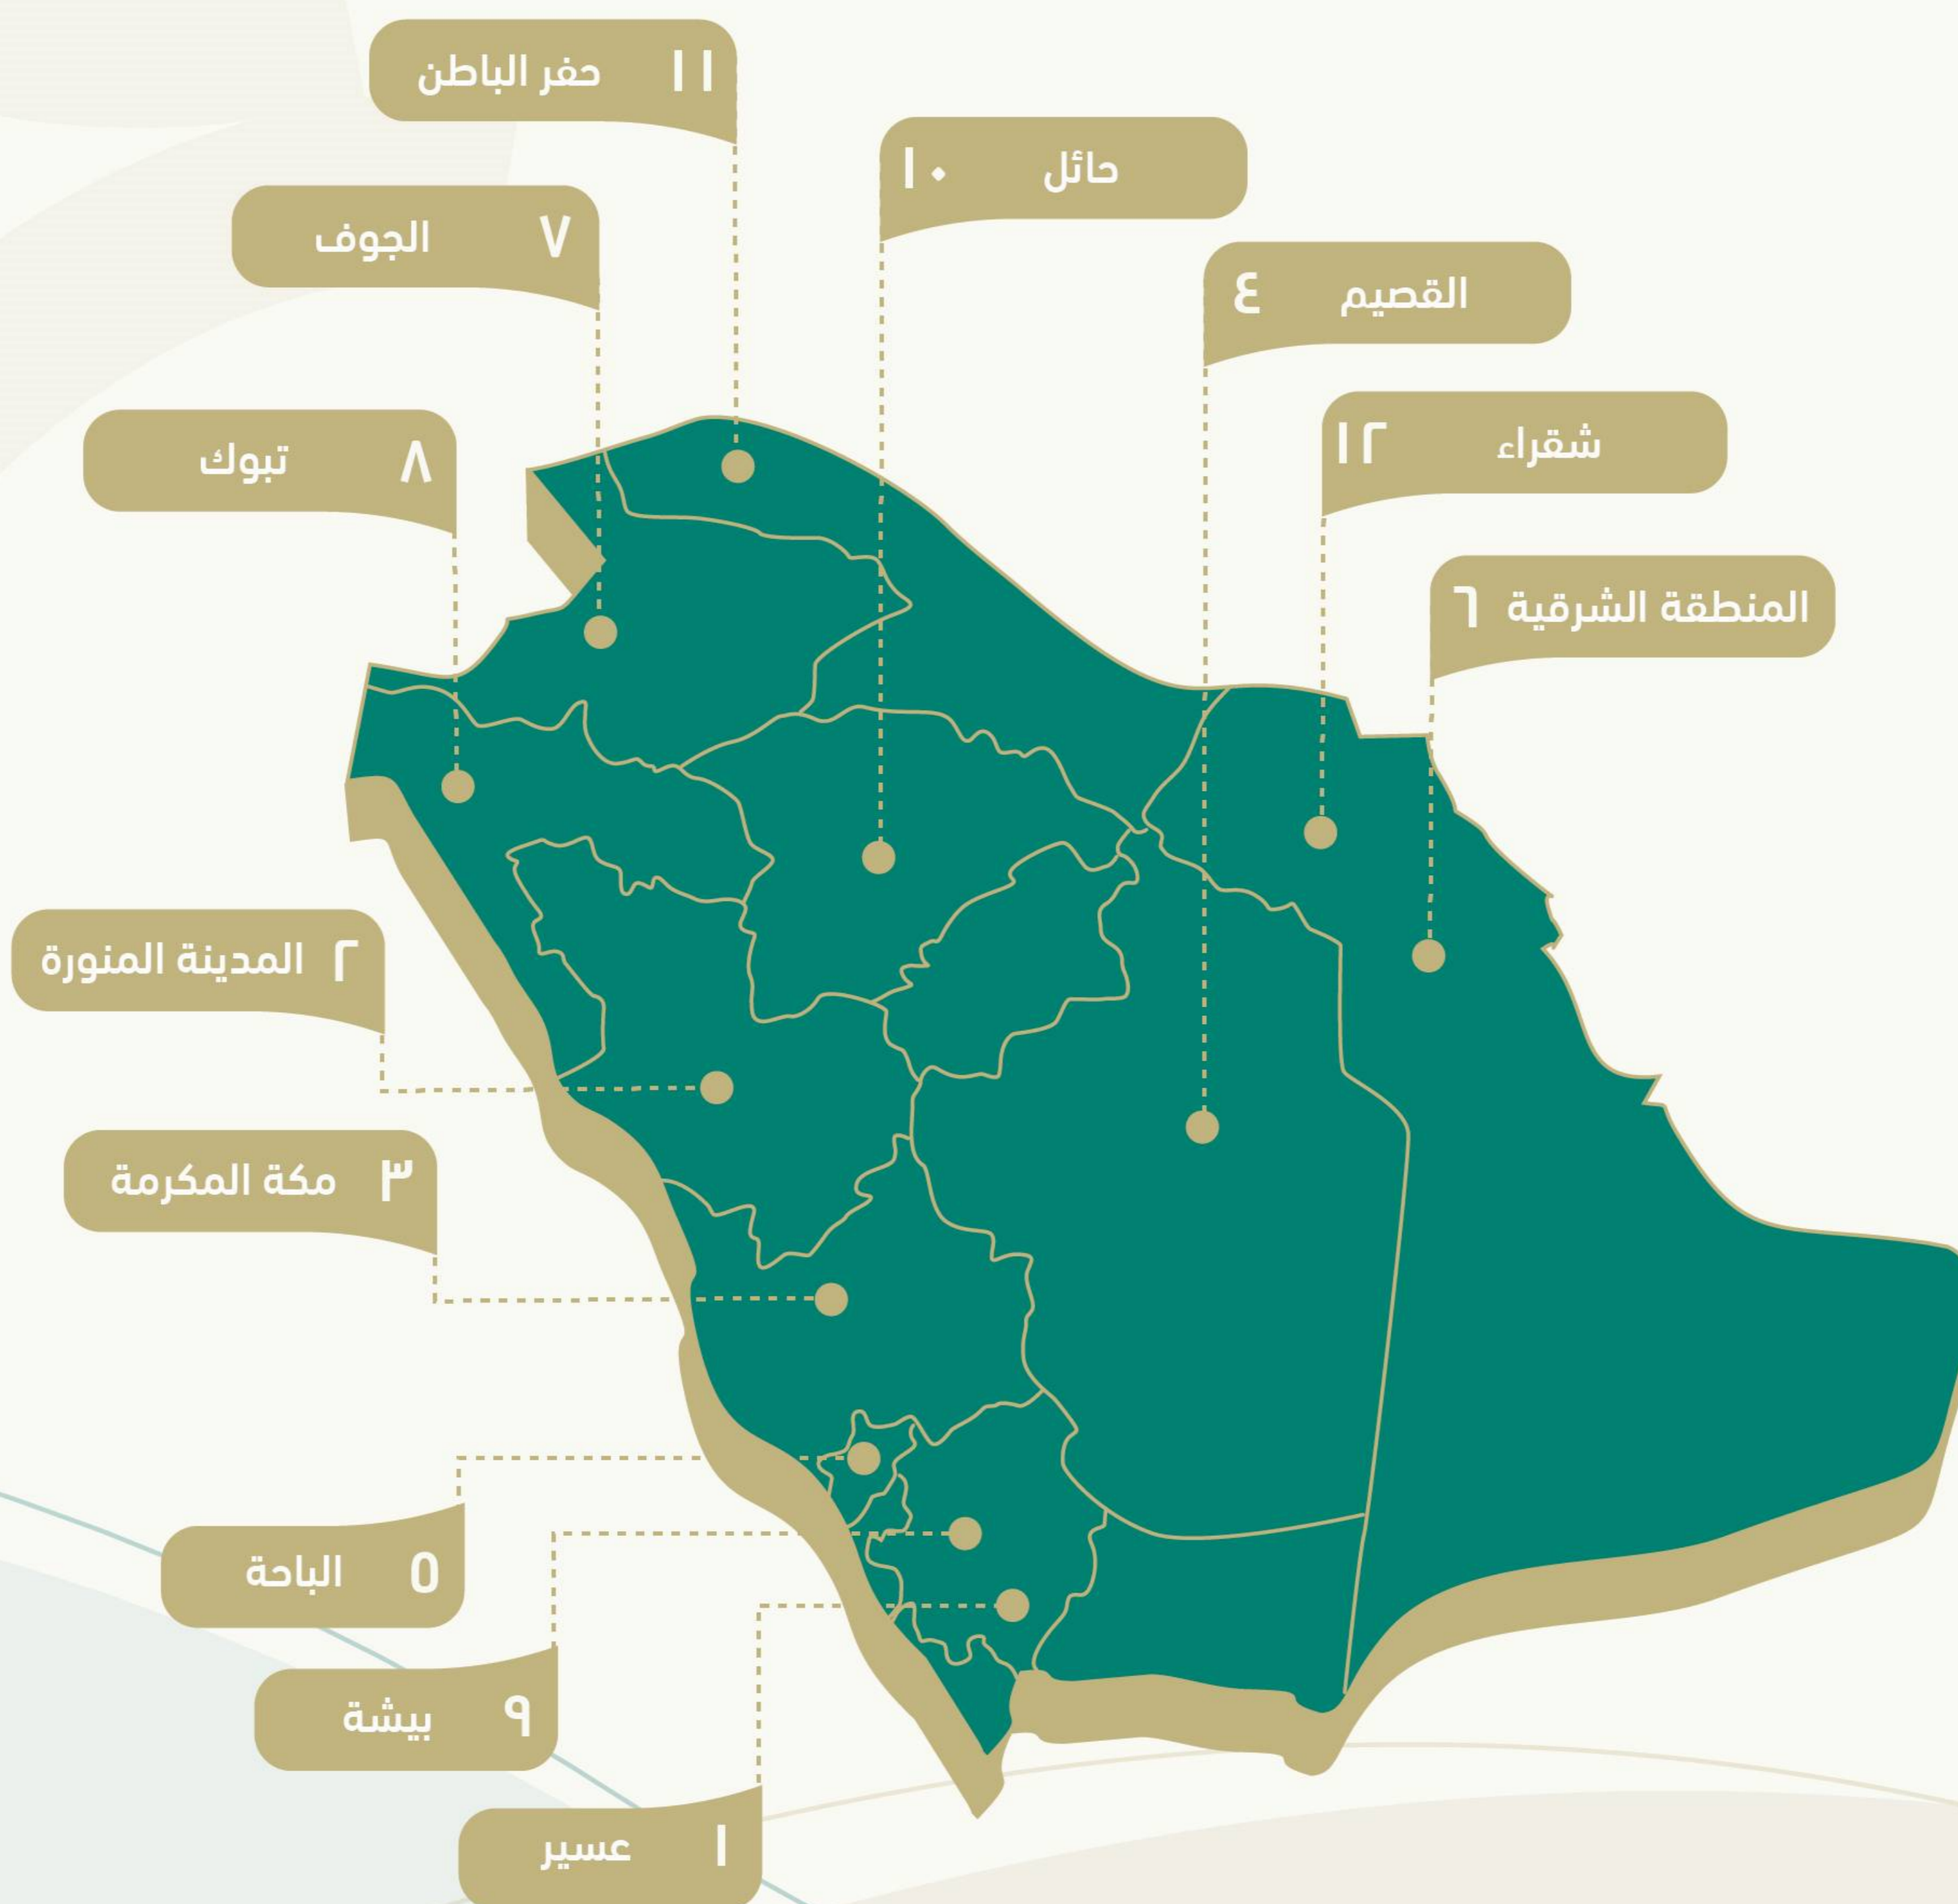 ١١ حفر الباطن
١٠ حائل
٧ الجوف
٤ القصيم
١٢ شقراء
٨ تبوك
٦ المنطقة الشرقية
٢ المدينة المنورة
٣ مكة المكرمة
٥ الباحة
٩ بيشة
١ عسير